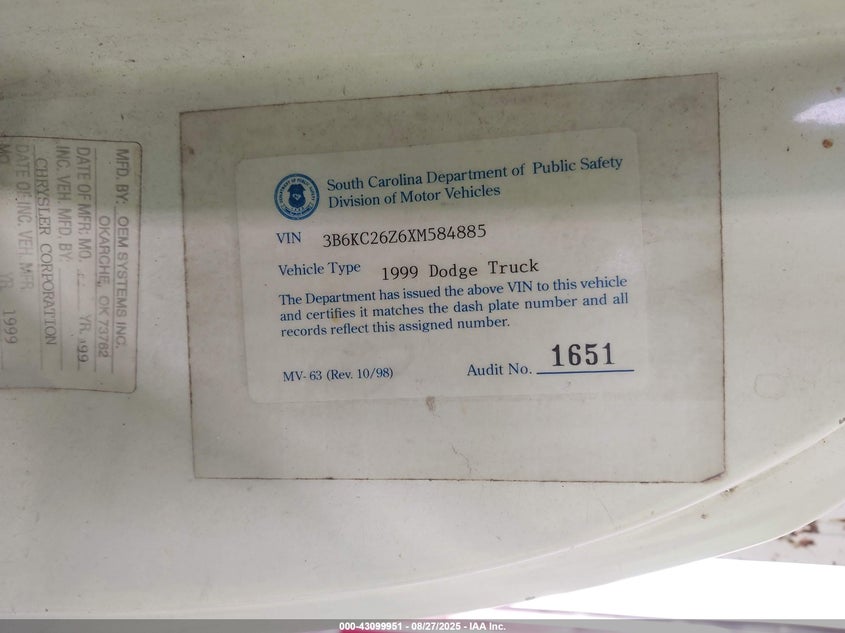 South Carolina Department of Public Safety
Division of Motor Vehicles
VIN 3B6KC26Z6XM584885
Vehicle Type 1999 Dodge Truck
The Department has issued the above VIN to this vehicle
and certifies it matches the dash plate number and all
records reflect this assigned number.
MV-63 (Rev. 10/98) Audit No. 1651
MFD. BY: OEM SYSTEMS INC.
OKARCHE, OK 73762
DATE OF MFR: MO. YR. 99
INC. VEH. MFD. BY:
CHRYSLER CORPORATION
DATE OF INC. VEH. MFR.
MO. YR. 1999
000-43099951 - 08/27/2025 - IAA Inc.